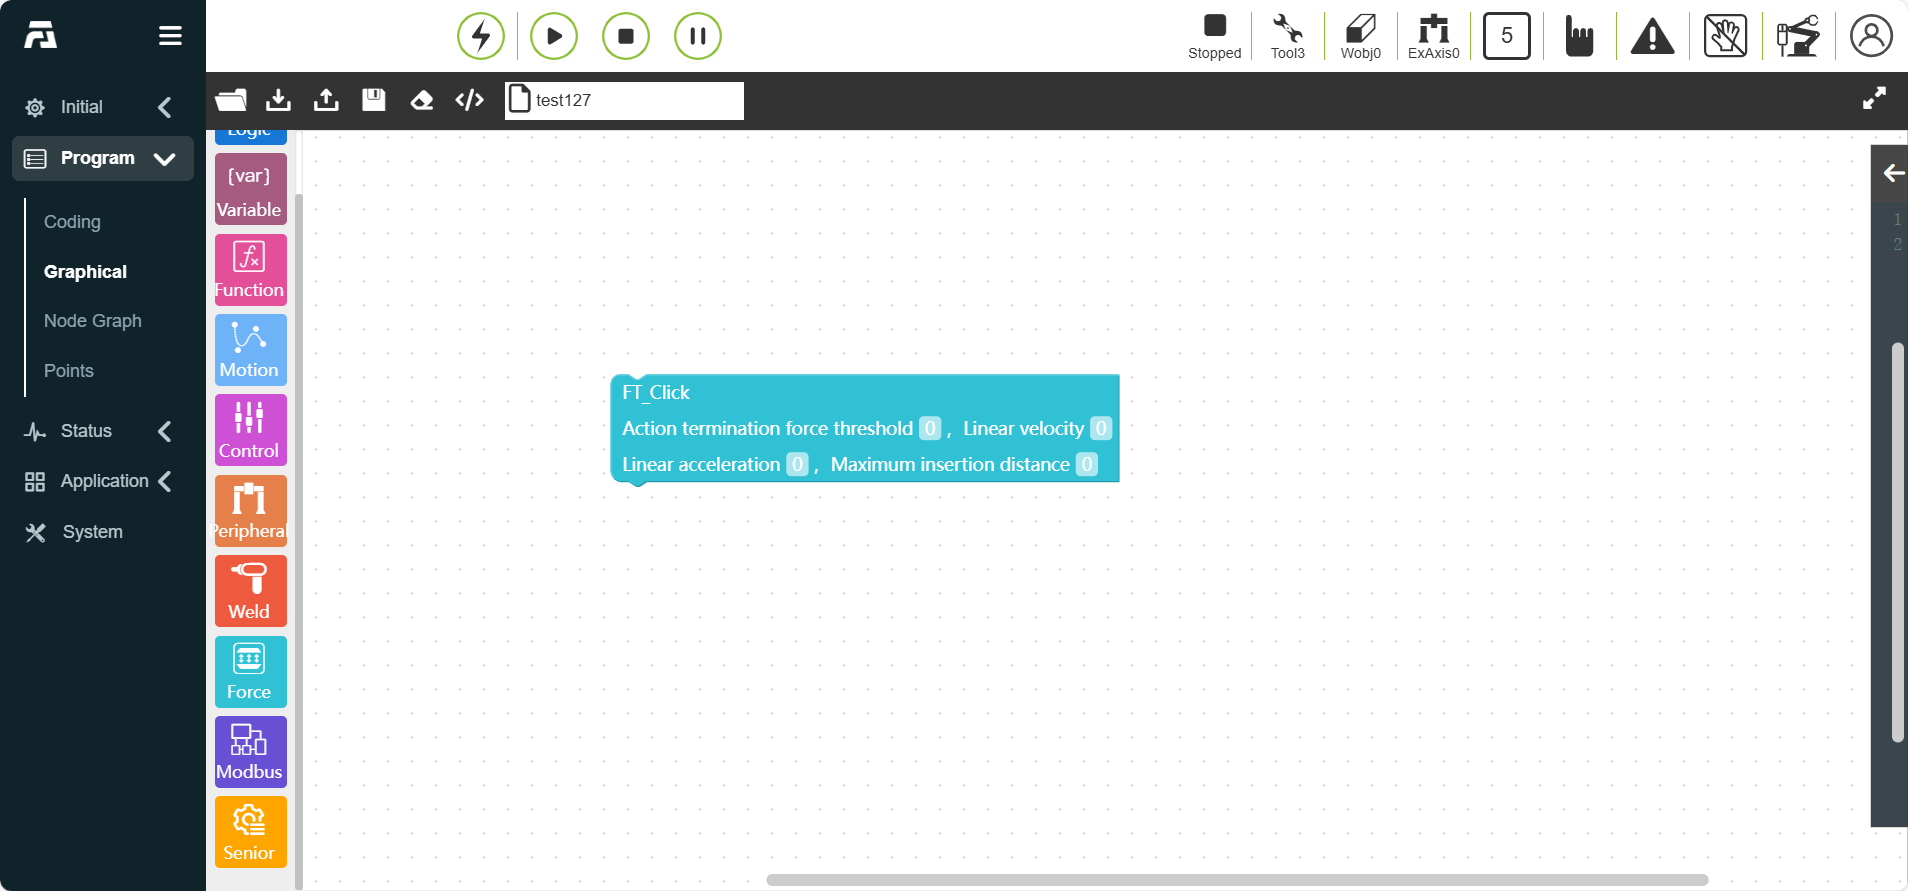 Stopped
Tool3
Wobj0
ExAxis0
5
test127
Initial
Program
Coding
Graphical
Node Graph
Points
Status
Application
System
Logic
{var}
Variable
fx
Function
Motion
Control
Peripheral
Weld
Force
Modbus
Senior
FT_Click
Action termination force threshold 0 , Linear velocity 0
Linear acceleration 0 , Maximum insertion distance 0
1
2